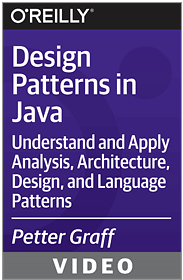 O'REILLY®
Design
Patterns in
Java
Understand and Apply
Analysis, Architecture,
Design, and Language
Patterns
Petter Graff
VIDEO